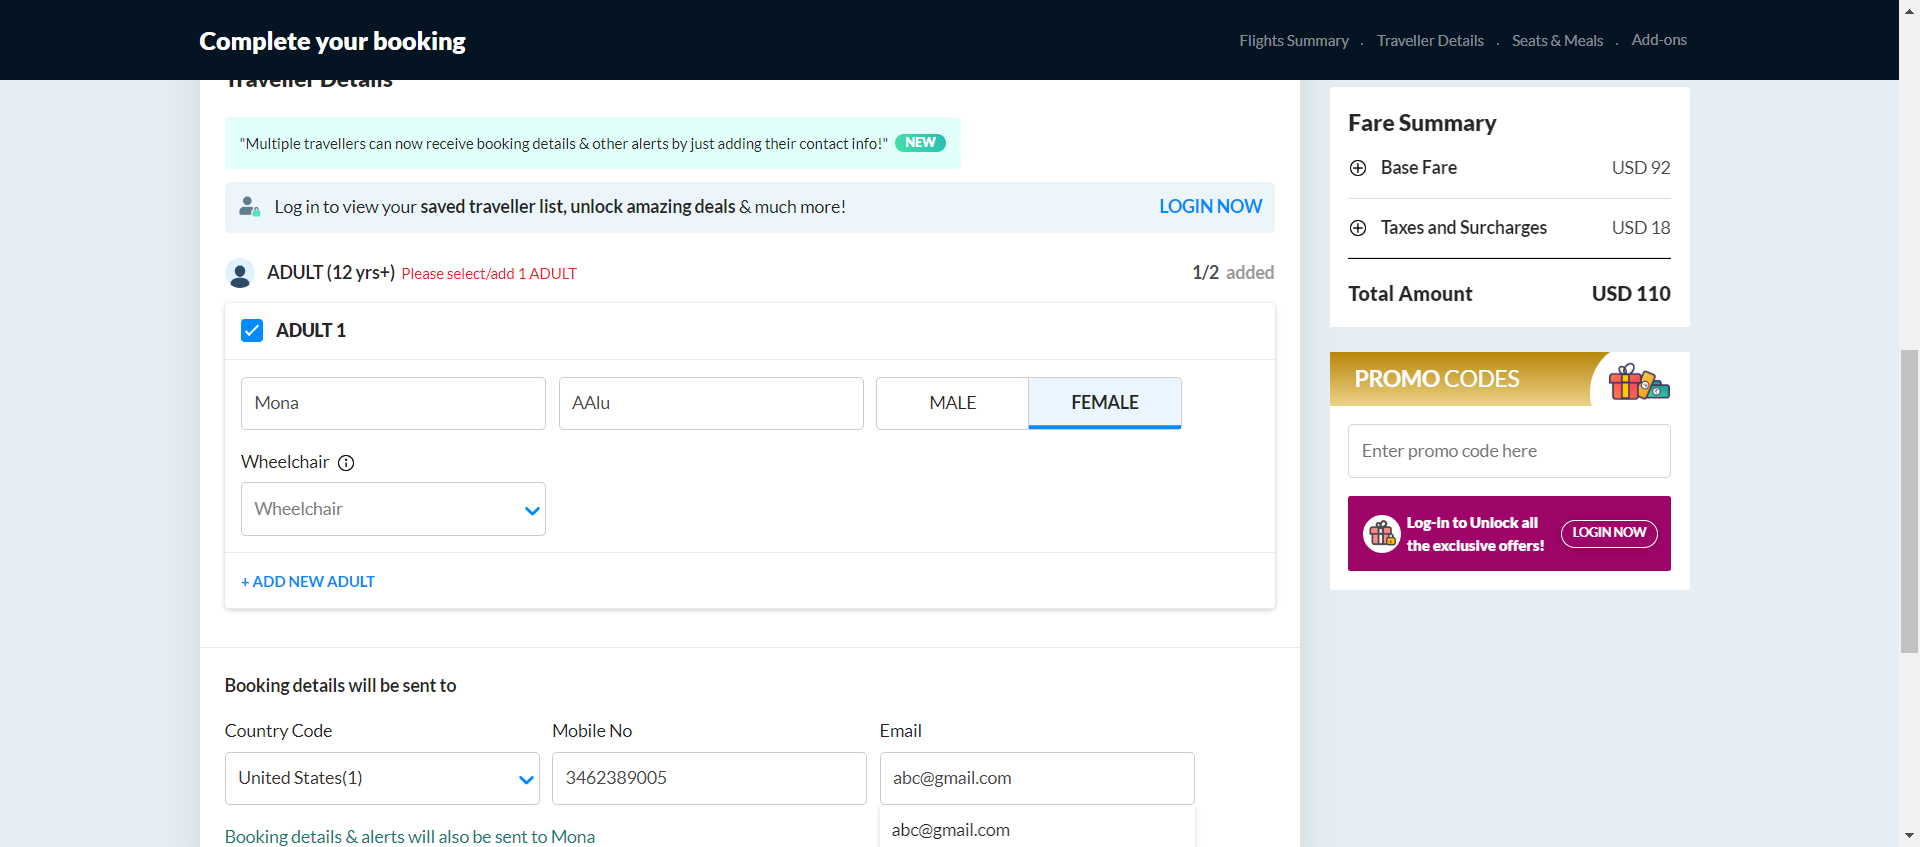 Complete your booking
Flights Summary . Traveller Details . Seats & Meals . Add-ons
Traveller Details
"Multiple travellers can now receive booking details & other alerts by just adding their contact info!" NEW
Log in to view your saved traveller list, unlock amazing deals & much more! LOGIN NOW
ADULT (12 yrs+) Please select/add 1 ADULT 1/2 added
ADULT 1
Mona AAlu MALE FEMALE
Wheelchair
Wheelchair
+ ADD NEW ADULT
Booking details will be sent to
Country Code Mobile No Email
United States(1) 3462389005 abc@gmail.com
abc@gmail.com
Booking details & alerts will also be sent to Mona
Fare Summary
Base Fare USD 92
Taxes and Surcharges USD 18
Total Amount USD 110
PROMO CODES
Enter promo code here
Log-in to Unlock all
the exclusive offers!
LOGIN NOW